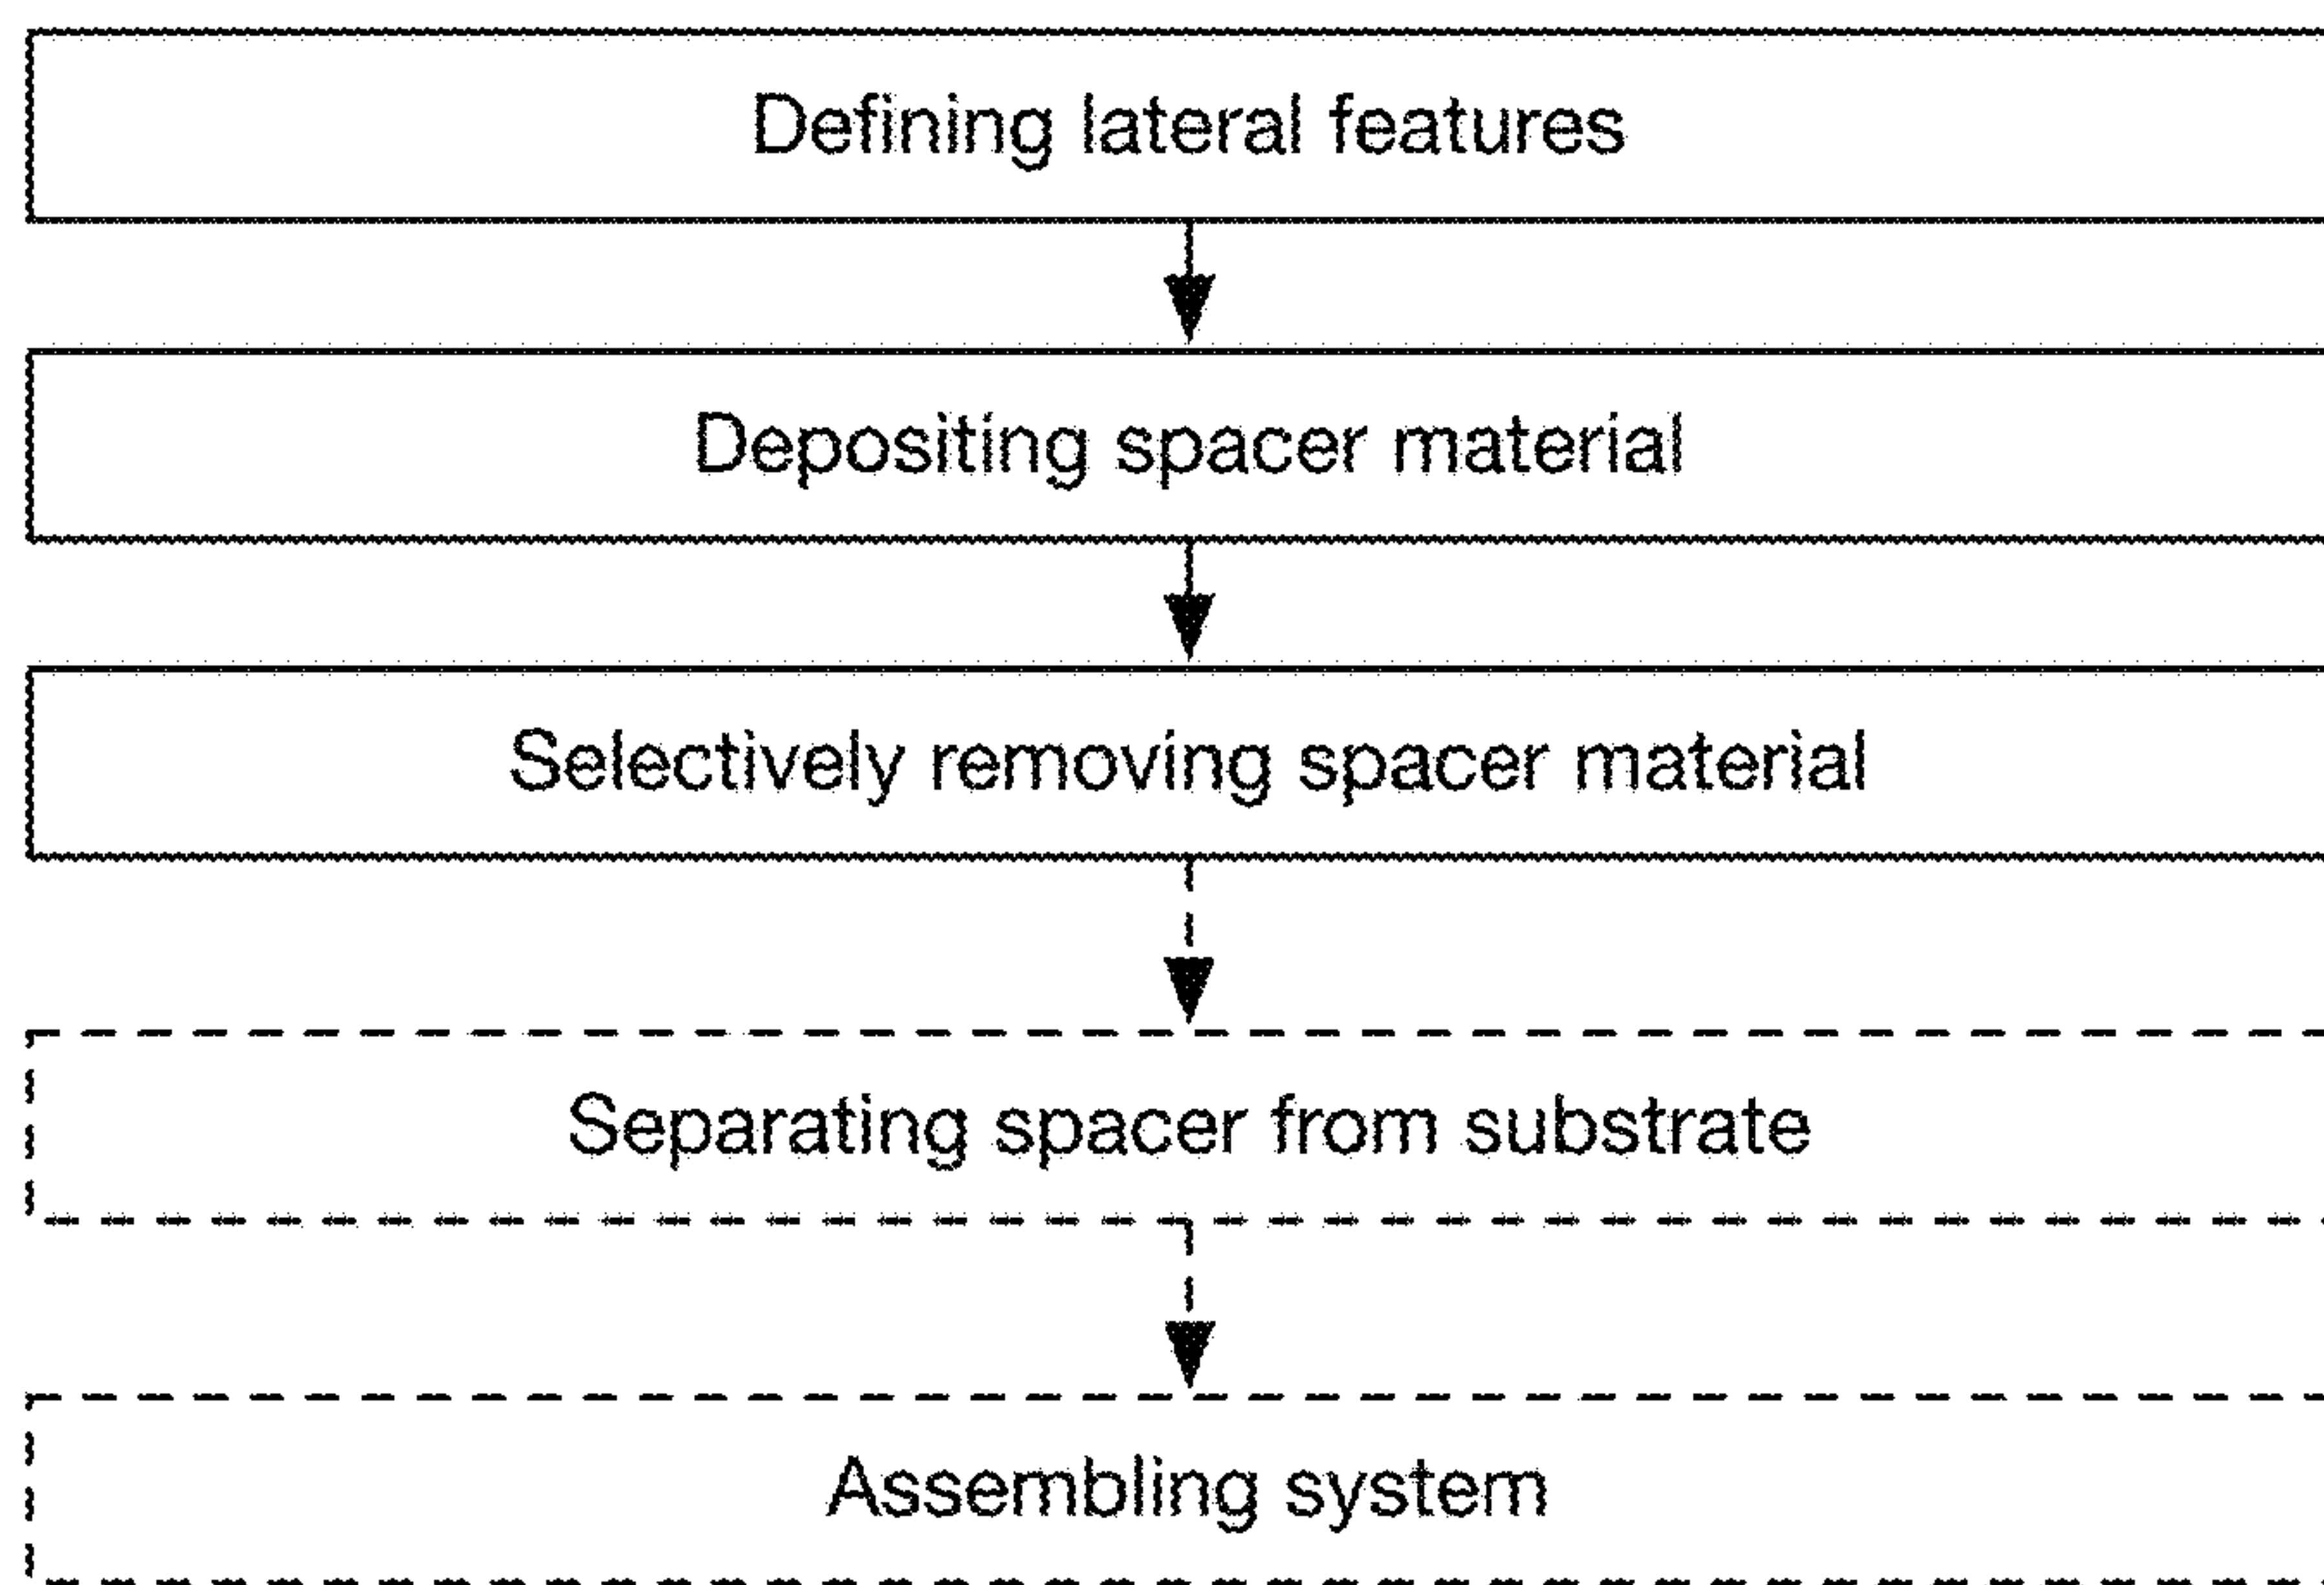 Defining lateral features
Depositing spacer material
Selectively removing spacer material
Separating spacer from substrate
Assembling system